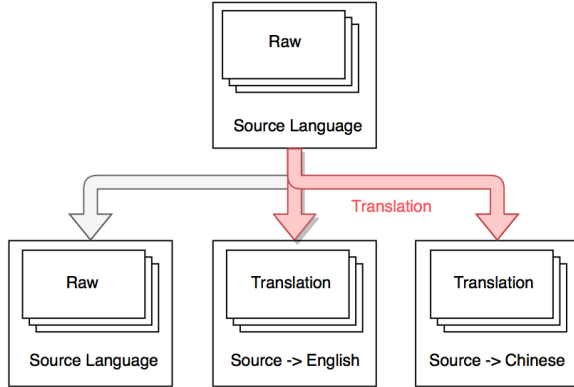 Raw
Source Language
Translation
Raw
Source Language
Translation
Source -> English
Translation
Source -> Chinese